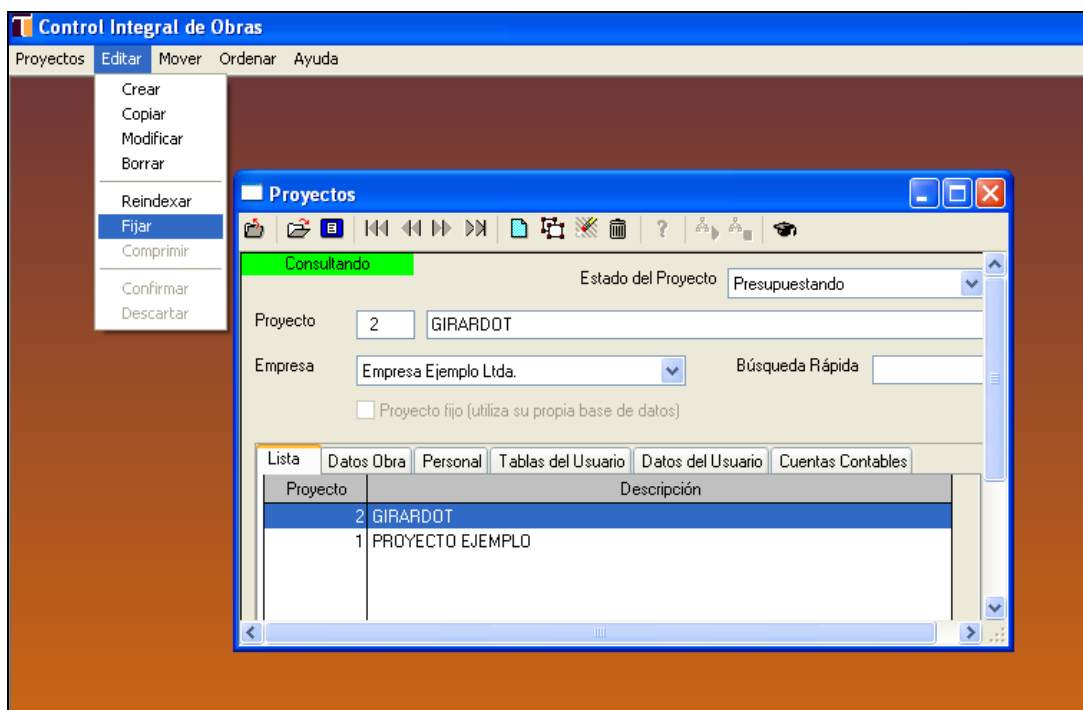 Control Integral de Obras
Proyectos Editar Mover Ordenar Ayuda
Crear
Copiar
Modificar
Borrar
Reindexar
Fijar
Comprimir
Confirmar
Descartar
Proyectos
Consultando
Estado del Proyecto Presupuestando
Proyecto 2 GIRARDOT
Empresa Empresa Ejemplo Ltda. Búsqueda Rápida
Proyecto fijo (utiliza su propia base de datos)
Lista Datos Obra Personal Tablas del Usuario Datos del Usuario Cuentas Contables
Proyecto Descripción
2 GIRARDOT
1 PROYECTO EJEMPLO